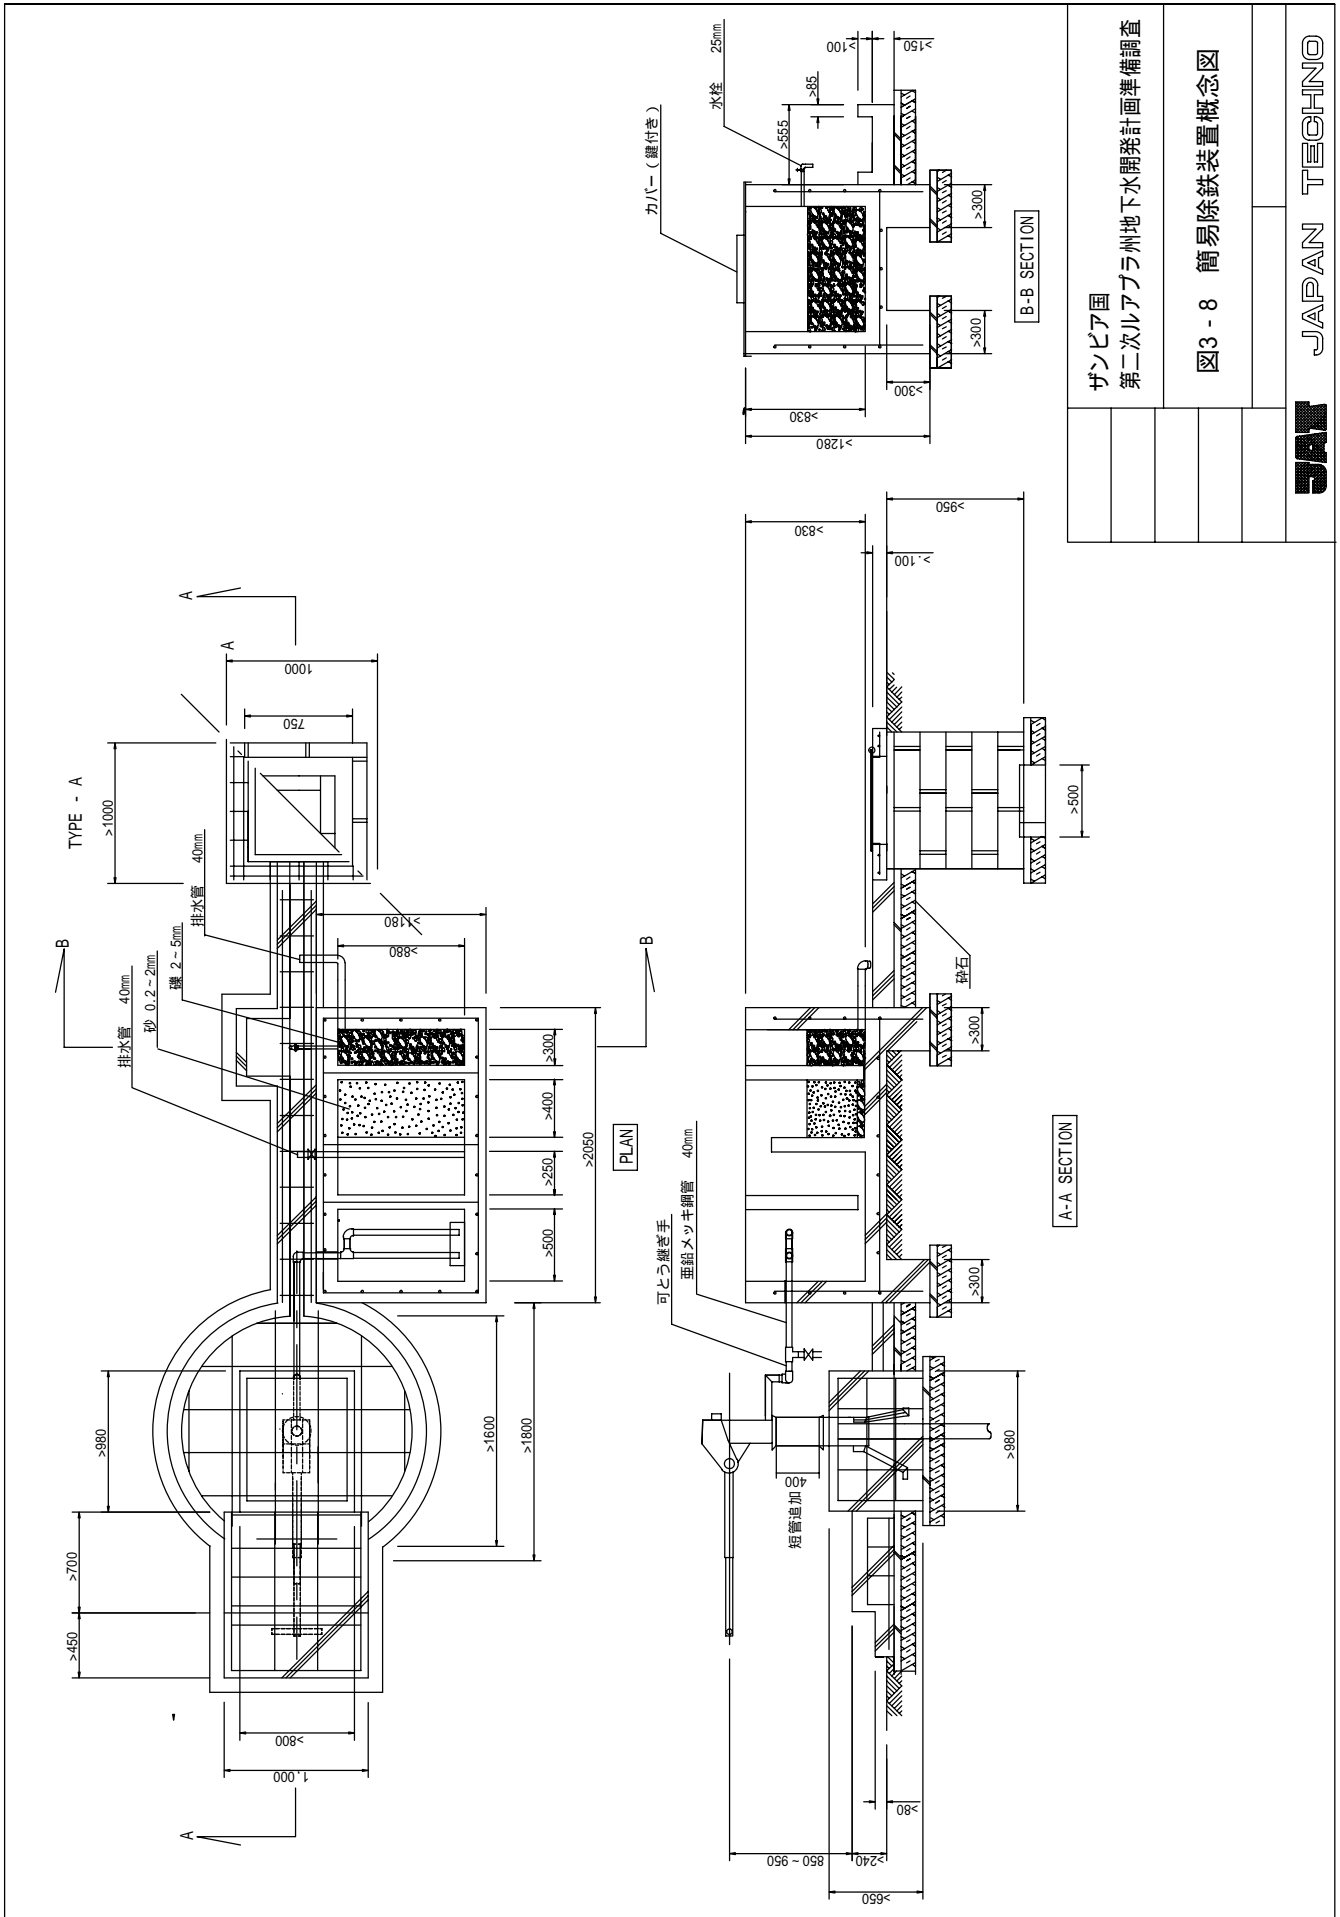 TYPE - A
A
A
A
B
B
>1000
1000
750
排水管 40mm
礫 2～5mm
砂 0.2～2mm
排水管 40mm
>1180
>880
>300
>400
>250
>500
>2050
PLAN
>980
>700
>450
>1600
>1800
>800
1,000
カバー（鍵付き）
水栓 25mm
>555
>85
>100
>150
>300
>300
>300
>830
>1280
B-B SECTION
>830
>950
>.100
>500
砕石
>300
>300
可とう継ぎ手
亜鉛メッキ鋼管 40mm
短管追加
400
>980
850～950
>240
>650
>80
A-A SECTION
ザンビア国
第二次ルアプラ州地下水開発計画準備調査
図3-8 簡易除鉄装置概念図
JAT JAPAN TECHNO